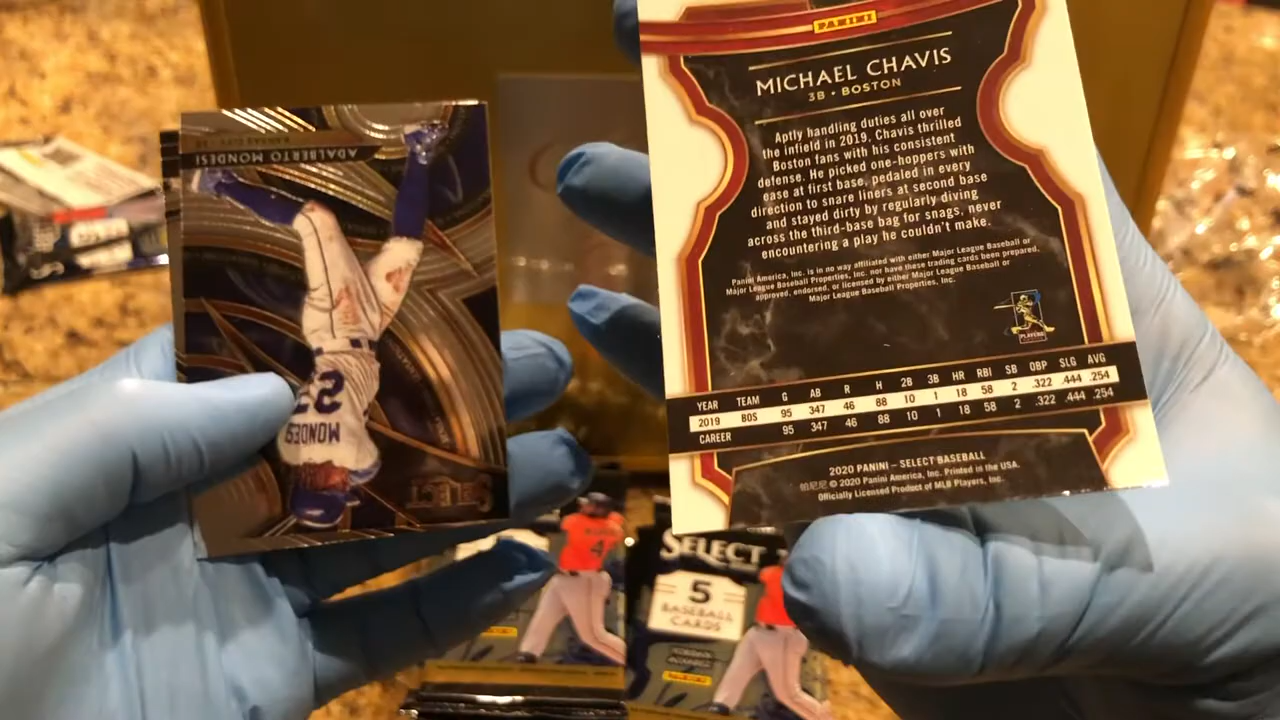 ADALBERTO MONDESI
MONDESI
SELECT
PANINI
MICHAEL CHAVIS
3B • BOSTON
Aptly handling duties all over
the infield in 2019, Chavis thrilled
Boston fans with his consistent
defense. He picked one-hoppers with
ease at first base, pedaled in every
direction to snare liners at second base
and stayed dirty by regularly diving
across the third-base bag for snags, never
encountering a play he couldn't make.
Panini America, Inc. is in no way affiliated with either Major League Baseball or
Major League Baseball Properties, Inc. nor have these trading cards been prepared,
approved, endorsed, or licensed by either Major League Baseball or
Major League Baseball Properties, Inc.
PLAYERS
YEAR TEAM G AB R H 2B 3B HR RBI SB OBP SLG AVG
2019 BOS 95 347 46 88 10 1 18 58 2 .322 .444 .254
CAREER 95 347 46 88 10 1 18 58 2 .322 .444 .254
2020 PANINI – SELECT BASEBALL
帕尼尼 © 2020 Panini America, Inc. Printed in the USA.
Officially Licensed Product of MLB Players, Inc.
4
SELECT
5
BASEBALL
CARDS